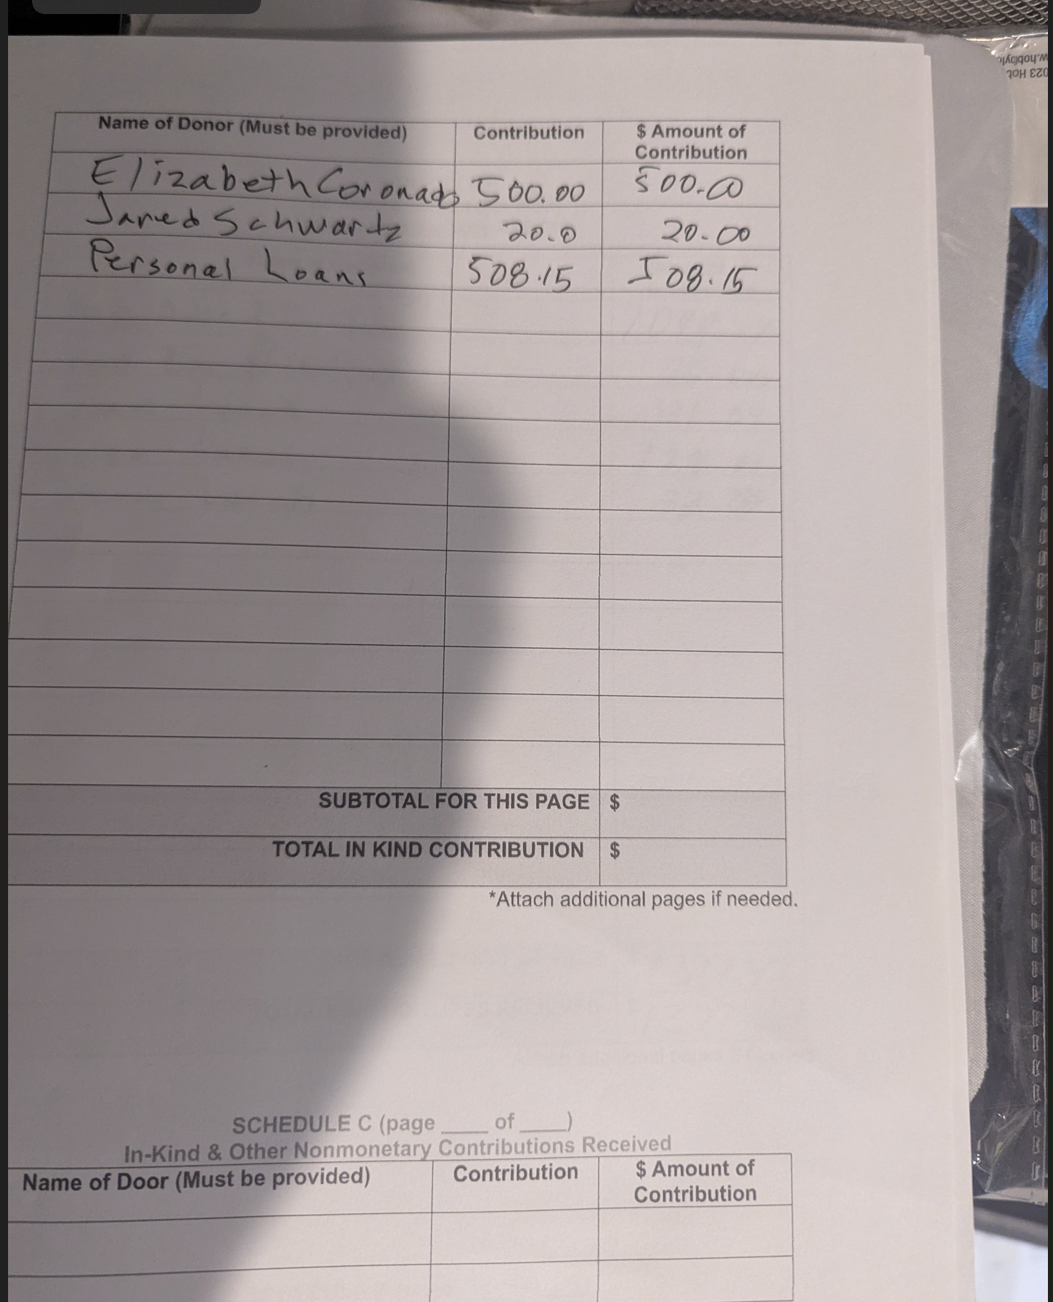 Name of Donor (Must be provided) Contribution $ Amount of Contribution
Elizabeth Coronado 500.00 500.00
Jared Schwartz 20.0 20.00
Personal Loans 508.15 508.15
SUBTOTAL FOR THIS PAGE $
TOTAL IN KIND CONTRIBUTION $
*Attach additional pages if needed.
SCHEDULE C (page ____ of ____)
In-Kind & Other Nonmonetary Contributions Received
Name of Door (Must be provided) Contribution $ Amount of Contribution